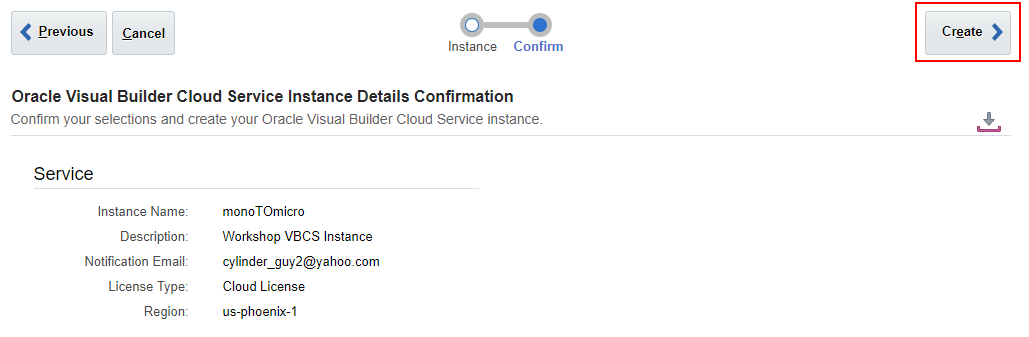 Previous
Cancel
Instance
Confirm
Create
Oracle Visual Builder Cloud Service Instance Details Confirmation
Confirm your selections and create your Oracle Visual Builder Cloud Service instance.
Service
Instance Name: monoTOmicro
Description: Workshop VBCS Instance
Notification Email: cylinder_guy2@yahoo.com
License Type: Cloud License
Region: us-phoenix-1